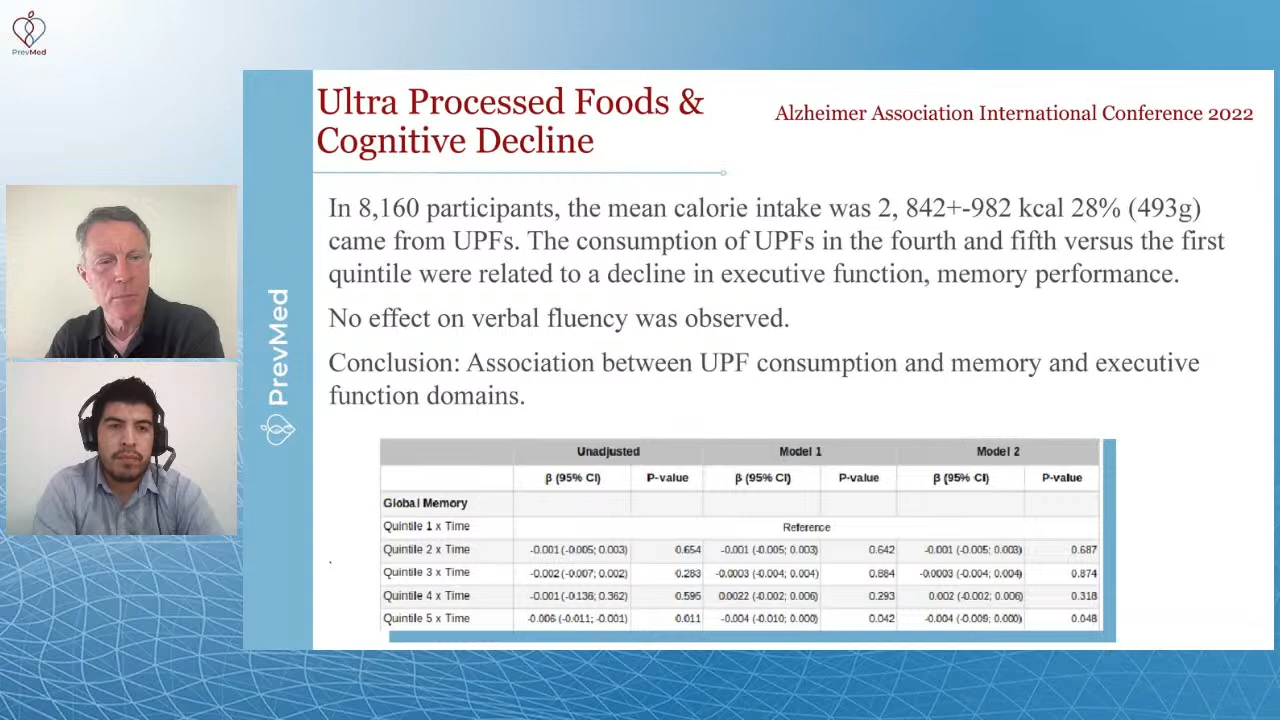 PrevMed
Ultra Processed Foods &
Cognitive Decline
Alzheimer Association International Conference 2022
In 8,160 participants, the mean calorie intake was 2, 842+-982 kcal 28% (493g)
came from UPFs. The consumption of UPFs in the fourth and fifth versus the first
quintile were related to a decline in executive function, memory performance.
No effect on verbal fluency was observed.
Conclusion: Association between UPF consumption and memory and executive
function domains.
PrevMed
Unadjusted Model 1 Model 2
β (95% CI) P-value β (95% CI) P-value β (95% CI) P-value
Global Memory
Quintile 1 x Time Reference
Quintile 2 x Time -0.001 (-0.005; 0.003) 0.654 -0.001 (-0.005; 0.003) 0.642 -0.001 (-0.005; 0.003) 0.687
Quintile 3 x Time -0.002 (-0.007; 0.002) 0.283 -0.0003 (-0.004; 0.004) 0.884 -0.0003 (-0.004; 0.004) 0.874
Quintile 4 x Time -0.001 (-0.136; 0.362) 0.595 0.0022 (-0.002; 0.006) 0.293 0.002 (-0.002; 0.006) 0.318
Quintile 5 x Time -0.006 (-0.011; -0.001) 0.011 -0.004 (-0.010; 0.000) 0.042 -0.004 (-0.009; 0.000) 0.048